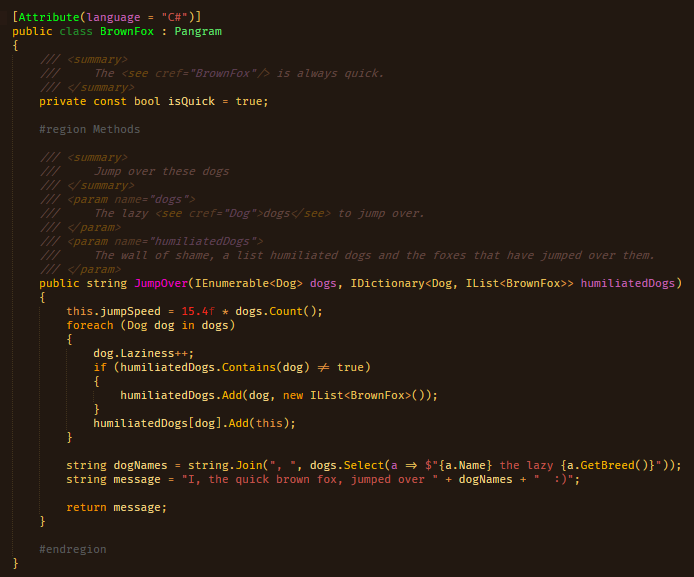 [Attribute(language = "C#")]
public class BrownFox : Pangram
{
    /// <summary>
    ///     The <see cref="BrownFox"/> is always quick.
    /// </summary>
    private const bool isQuick = true;

    #region Methods

    /// <summary>
    ///     Jump over these dogs
    /// </summary>
    /// <param name="dogs">
    ///     The lazy <see cref="Dog">dogs</see> to jump over.
    /// </param>
    /// <param name="humiliatedDogs">
    ///     The wall of shame, a list humiliated dogs and the foxes that have jumped over them.
    /// </param>
    public string JumpOver(IEnumerable<Dog> dogs, IDictionary<Dog, IList<BrownFox>> humiliatedDogs)
    {
        this.jumpSpeed = 15.4f * dogs.Count();
        foreach (Dog dog in dogs)
        {
            dog.Laziness++;
            if (humiliatedDogs.Contains(dog) != true)
            {
                humiliatedDogs.Add(dog, new IList<BrownFox>());
            }
            humiliatedDogs[dog].Add(this);
        }

        string dogNames = string.Join(", ", dogs.Select(a => $"{a.Name} the lazy {a.GetBreed()}"));
        string message = "I, the quick brown fox, jumped over " + dogNames + "  :)";

        return message;
    }

    #endregion
}